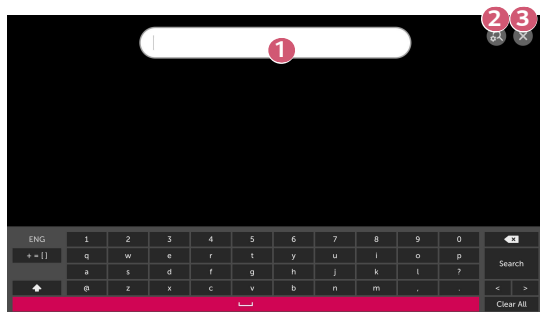 2 3
1
ENG 1 2 3 4 5 6 7 8 9 0
+ = [ ] q w e r t y u i o p
a s d f g h j k l ? Search
@ z x c v b n m , . < >
Clear All